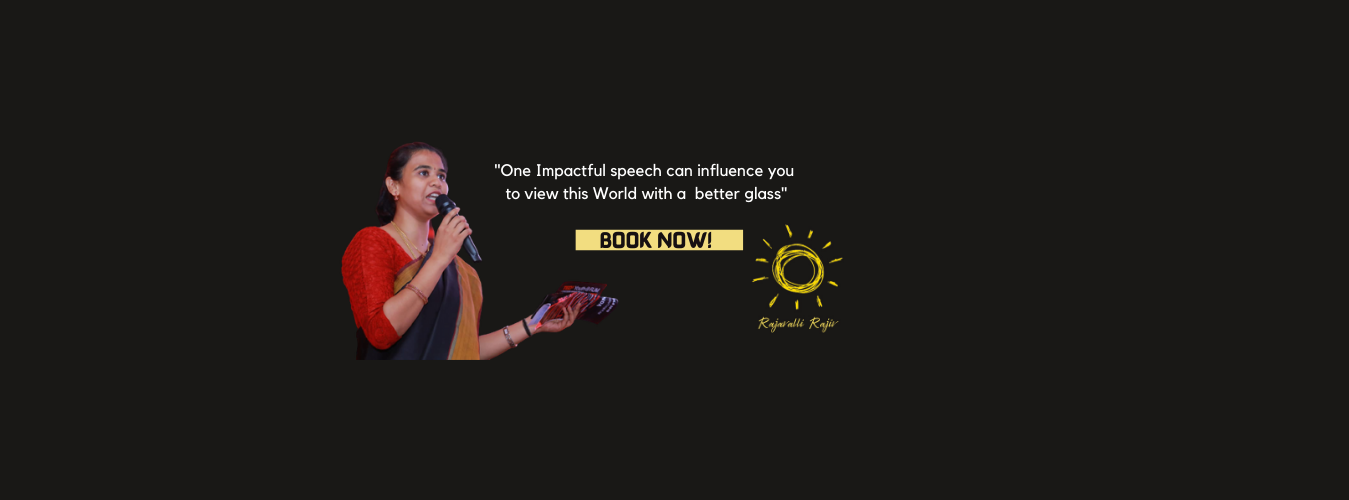 "One Impactful speech can influence you
to view this World with a  better glass"
BOOK NOW!
Rajavalli Rajiv